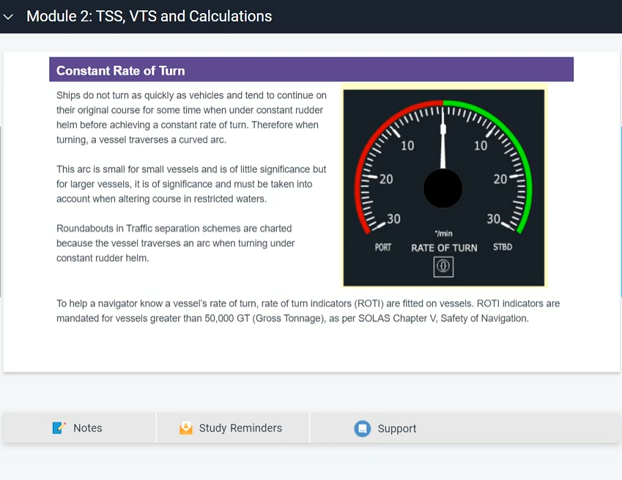 Module 2: TSS, VTS and Calculations
Constant Rate of Turn
Ships do not turn as quickly as vehicles and tend to continue on
their original course for some time when under constant rudder
helm before achieving a constant rate of turn. Therefore when
turning, a vessel traverses a curved arc.
This arc is small for small vessels and is of little significance but
for larger vessels, it is of significance and must be taken into
account when altering course in restricted waters.
Roundabouts in Traffic separation schemes are charted
because the vessel traverses an arc when turning under
constant rudder helm.
10 10
20 20
30 30
°/min
PORT RATE OF TURN STBD
To help a navigator know a vessel's rate of turn, rate of turn indicators (ROTI) are fitted on vessels. ROTI indicators are
mandated for vessels greater than 50,000 GT (Gross Tonnage), as per SOLAS Chapter V, Safety of Navigation.
Notes Study Reminders Support